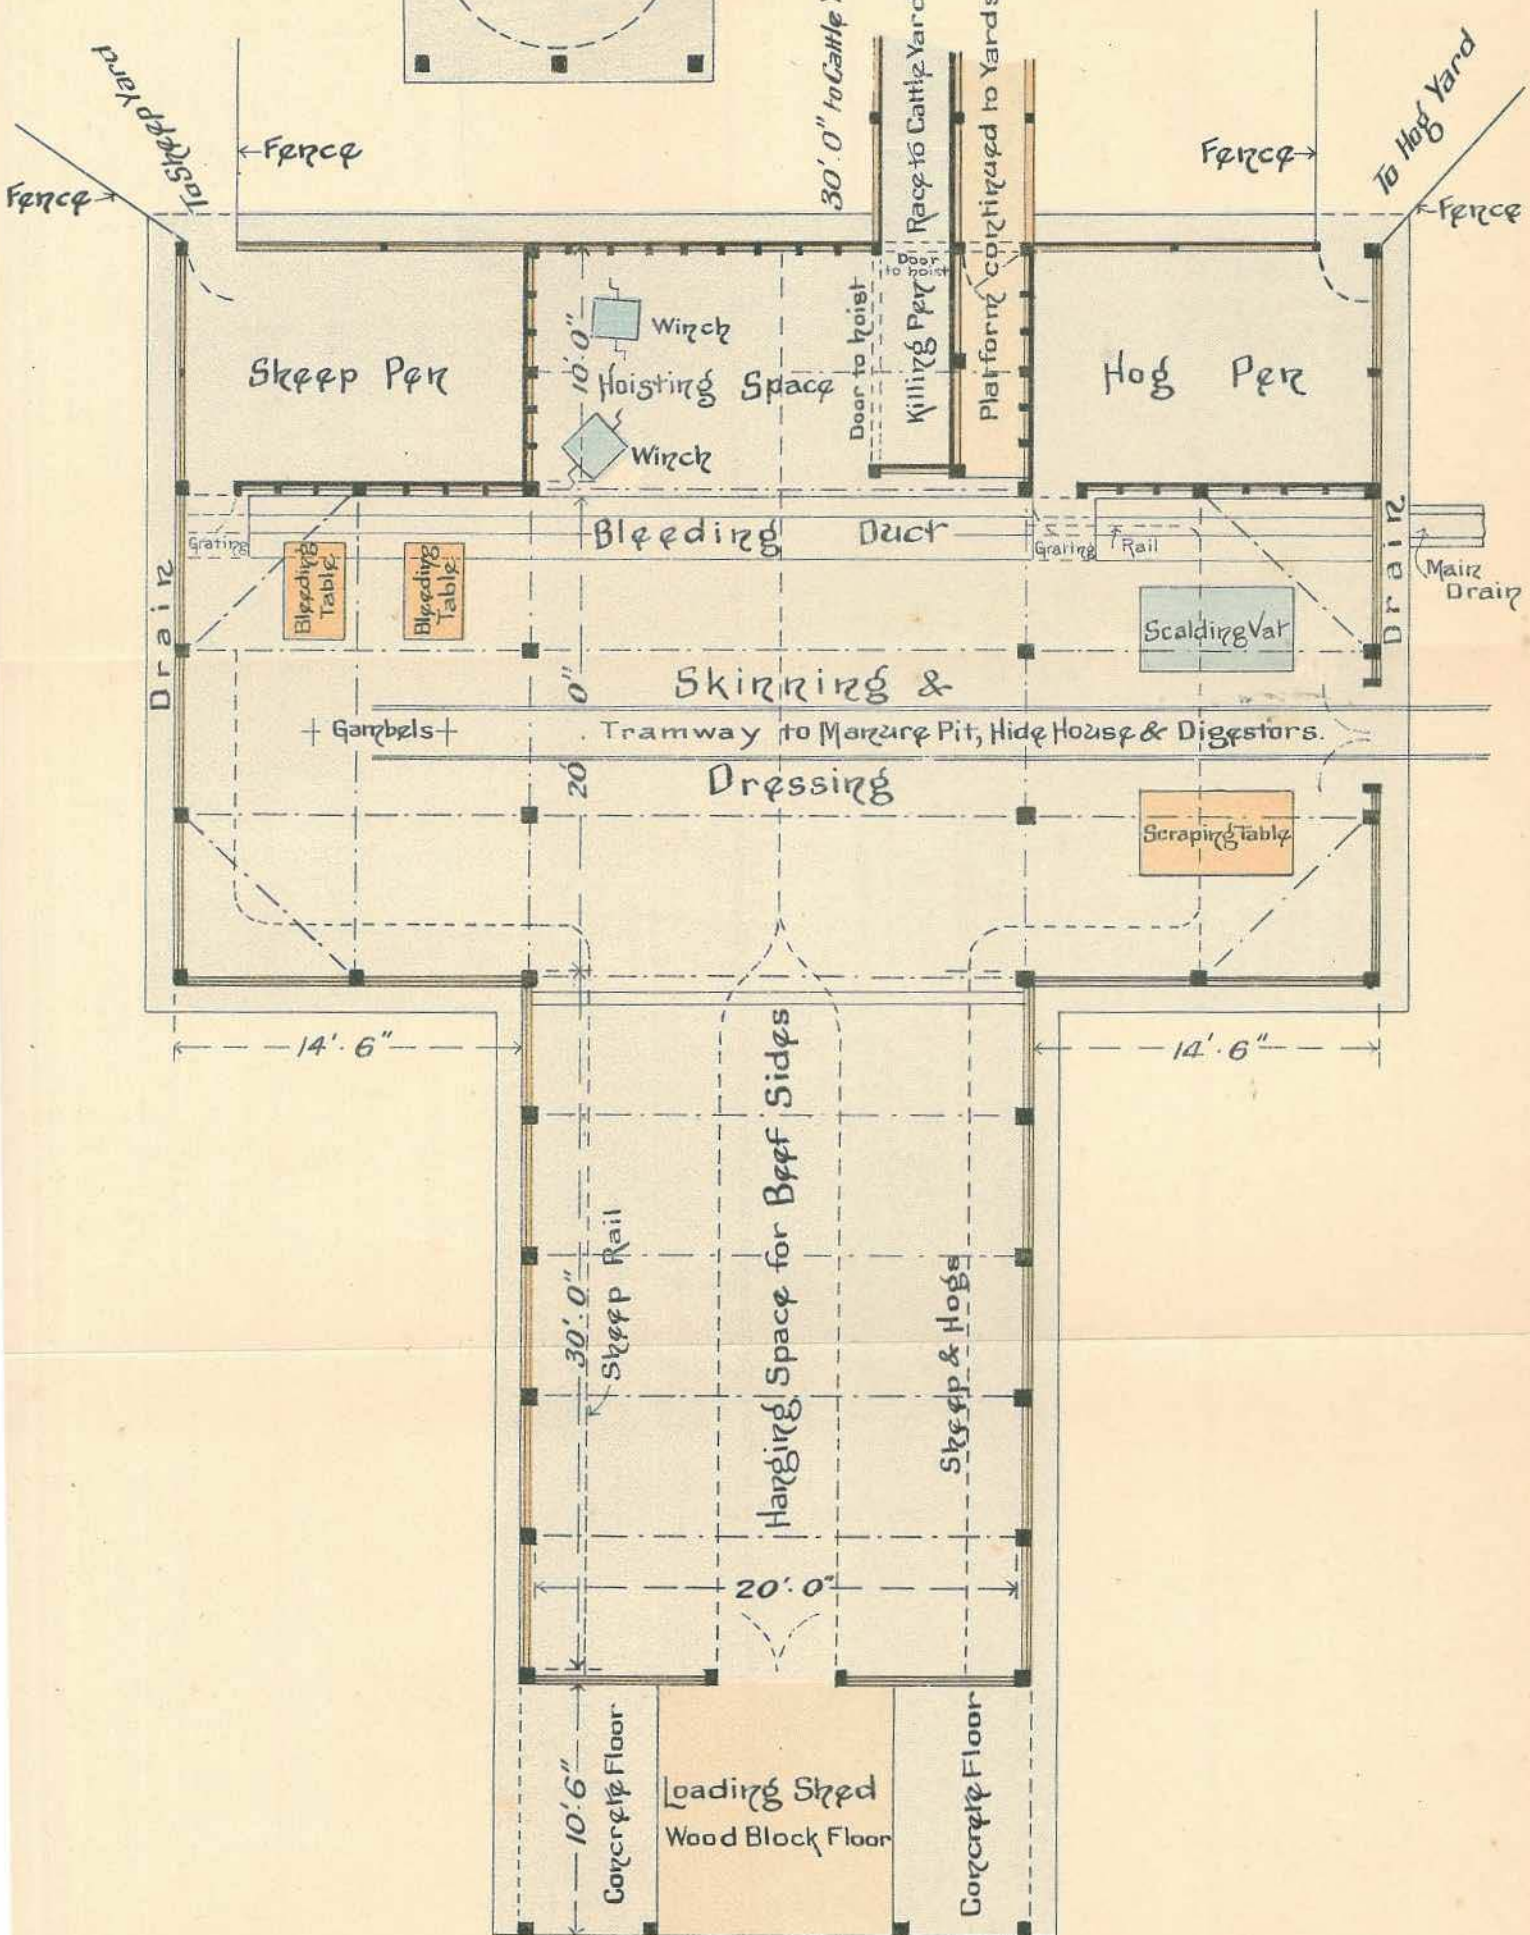 To Sheep Yard
Fence
Fence
30'.0" to Cattle
Race to Cattle Yard
Platform continued to Yards
Fence
To Hog Yard
Fence
Sheep Pen
10'.0"
Winch
Hoisting Space
Winch
Door to hoist
Door
to hoist
Killing Pen
Hog Pen
Grating
Bleeding Duct
Grating
Rail
Main
Drain
Drain
Drain
Bleeding
Table
Bleeding
Table
Scalding Vat
Skinning &
Gambels
20' 0"
Tramway to Manure Pit, Hide House & Digestors.
Dressing
Scraping Table
14'.6"
14'.6"
30'.0"
Sheep Rail
Hanging Space for Beef Sides
Sheep & Hogs
20'.0"
10'.6"
Concrete Floor
Loading Shed
Wood Block Floor
Concrete Floor